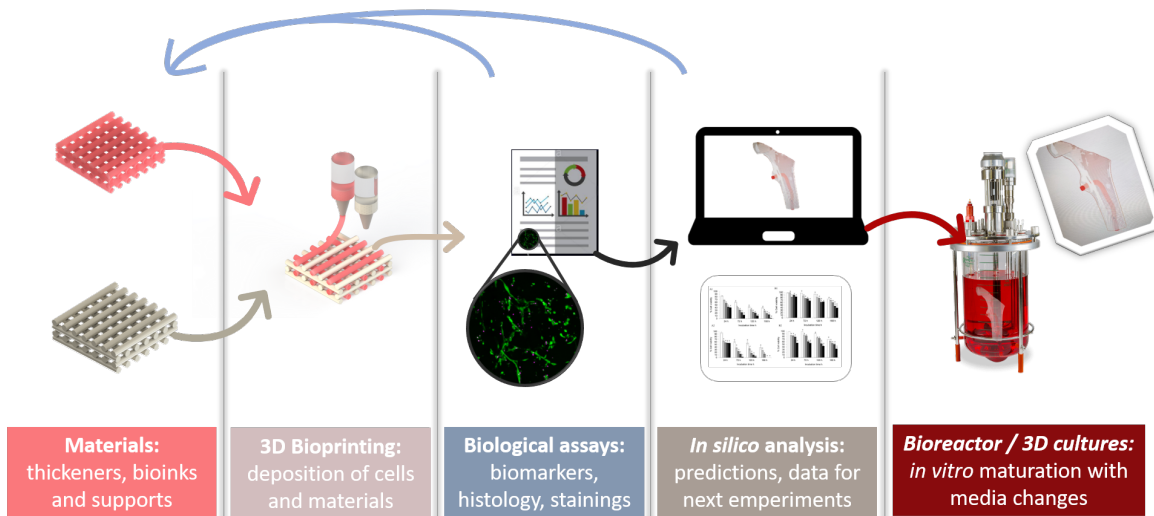 Materials:
thickeners, bioinks
and supports
3D Bioprinting:
deposition of cells
and materials
Biological assays:
biomarkers,
histology, stainings
In silico analysis:
predictions, data for
next emperiments
Bioreactor / 3D cultures:
in vitro maturation with
media changes